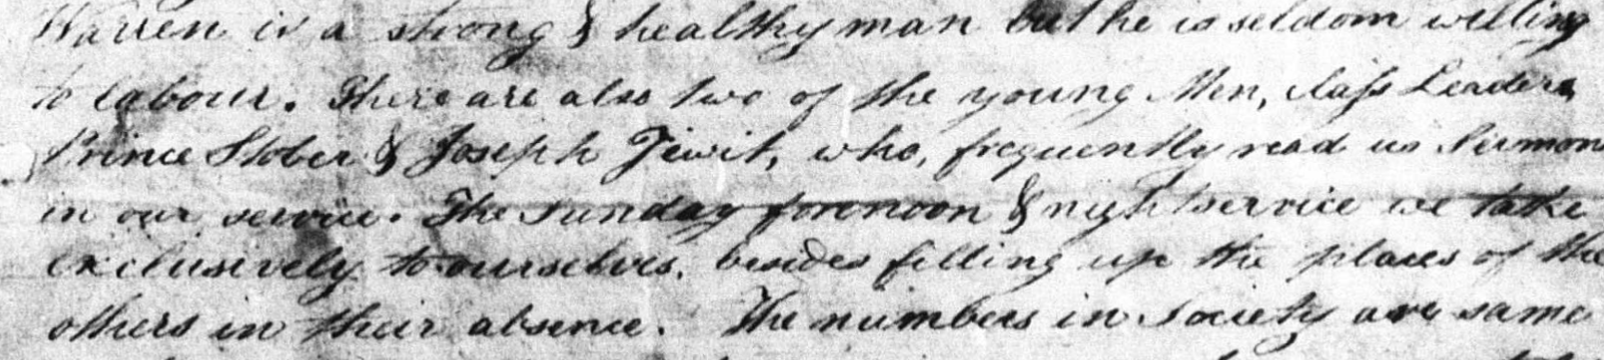 Warren is a strong & healthy man but he is seldom willing
to labour. There are also two of the young Men, class Leaders,
Prince Stober & Joseph Jewit, who, frequently read us Sermons
in our service. The sunday forenoon & night service we take
exclusively to ourselves, besides filling up the places of the
others in their absence. The numbers in society are same